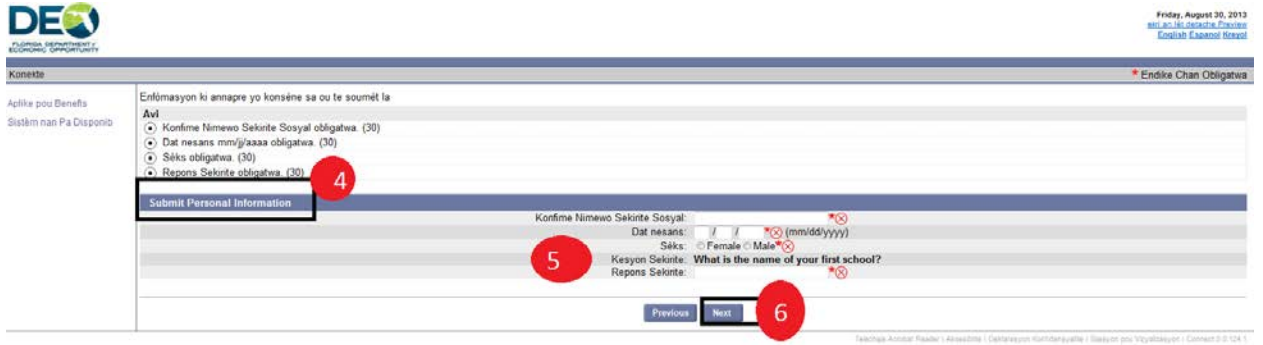 DEO
FLORIDA DEPARTMENT of
ECONOMIC OPPORTUNITY
Friday, August 30, 2013
Preview
English Espanol Kreyol
Konekte
* Endike Chan Obligatwa
Aplike pou Benefis
Sistèm nan Pa Disponib
Enfòmasyon ki annapre yo konsène sa ou te soumèt la
Avi
Konfime Nimewo Sekirite Sosyal obligatwa. (30)
Dat nesans mm/jj/aaaa obligatwa. (30)
Sèks obligatwa. (30)
Repons Sekirite obligatwa. (30)
4
Submit Personal Information
Konfime Nimewo Sekirite Sosyal: *
Dat nesans: / / * (mm/dd/yyyy)
Sèks: Female Male *
5
Kesyon Sekirite: What is the name of your first school?
Repons Sekirite: *
Previous Next
6